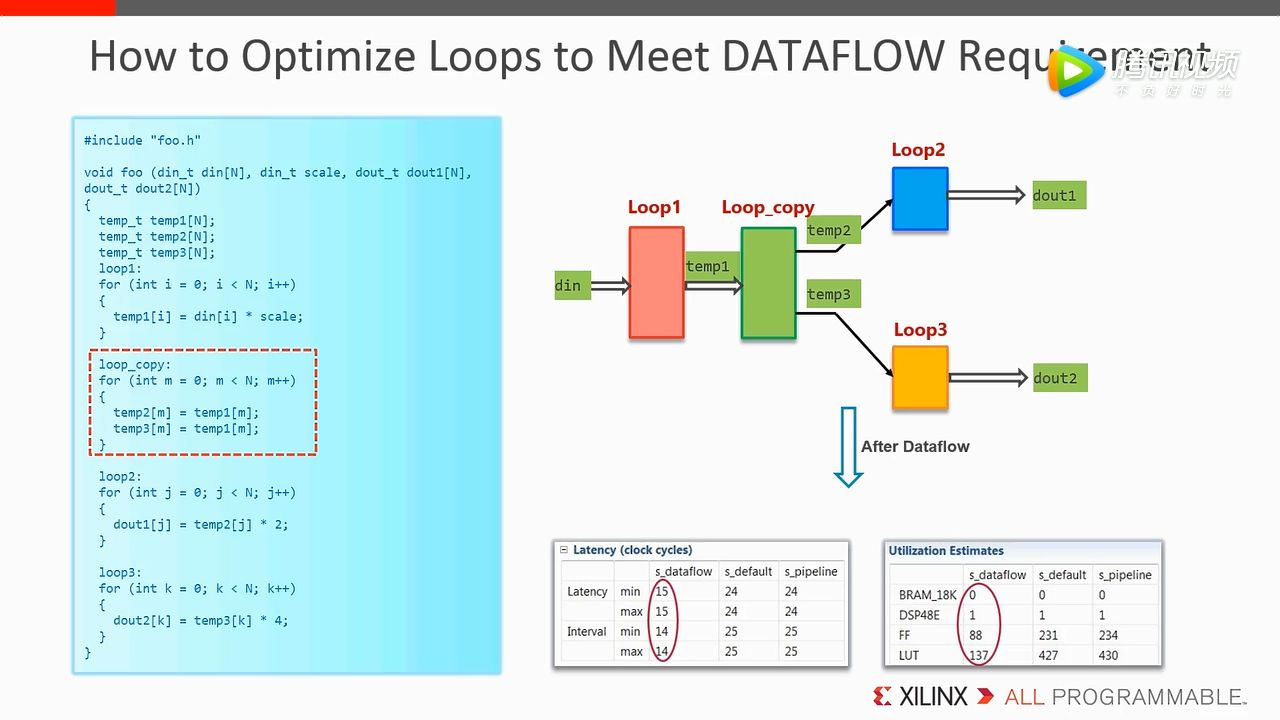 How to Optimize Loops to Meet DATAFLOW Requirement
腾讯视频
不负好时光
#include "foo.h"
void foo (din_t din[N], din_t scale, dout_t dout1[N],
dout_t dout2[N])
{
temp_t temp1[N];
temp_t temp2[N];
temp_t temp3[N];
loop1:
for (int i = 0; i < N; i++)
{
temp1[i] = din[i] * scale;
}
loop_copy:
for (int m = 0; m < N; m++)
{
temp2[m] = temp1[m];
temp3[m] = temp1[m];
}
loop2:
for (int j = 0; j < N; j++)
{
dout1[j] = temp2[j] * 2;
}
loop3:
for (int k = 0; k < N; k++)
{
dout2[k] = temp3[k] * 4;
}
}
Loop2
dout1
Loop1
Loop_copy
temp2
temp1
din
temp3
Loop3
dout2
After Dataflow
Latency (clock cycles)
s_dataflow s_default s_pipeline
Latency min 15 24 24
max 15 24 24
Interval min 14 25 25
max 14 25 25
Utilization Estimates
s_dataflow s_default s_pipeline
BRAM_18K 0 0 0
DSP48E 1 1 1
FF 88 231 234
LUT 137 427 430
XILINX ALL PROGRAMMABLE™